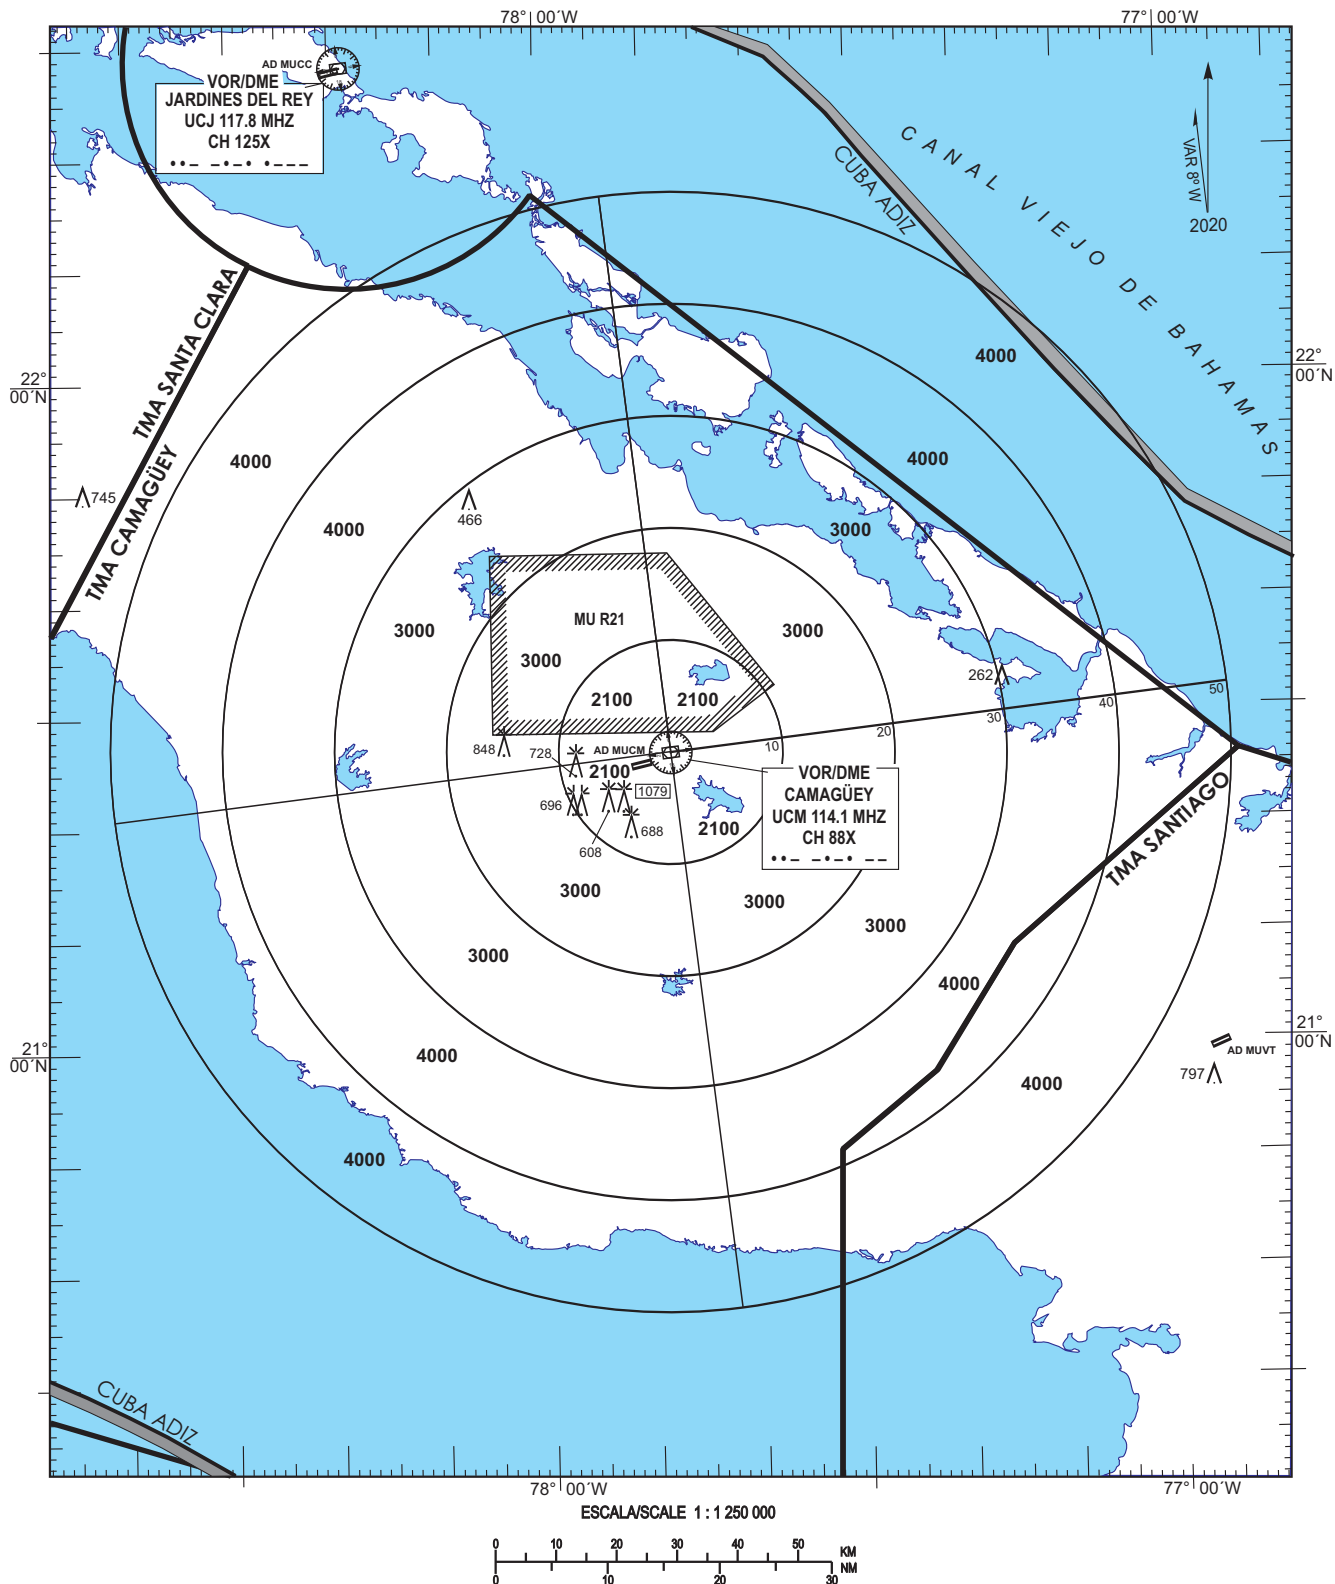 78° 00′W
77° 00′W
AD MUCC
VOR/DME
JARDINES DEL REY
UCJ 117.8 MHZ
CH 125X
CANAL VIEJO DE BAHAMAS
CUBA ADIZ
VAR 8º W
2020
TMA SANTA CLARA
TMA CAMAGÜEY
22°
00′N
22°
00′N
4000
4000
4000
4000
745
466
3000
MU R21
3000
3000
3000
2100
2100
262
30
40
50
10
20
848
728
AD MUCM
2100
696
1079
608
688
2100
VOR/DME
CAMAGÜEY
UCM 114.1 MHZ
CH 88X
TMA SANTIAGO
3000
3000
3000
3000
4000
4000
4000
4000
21°
00′N
21°
00′N
AD MUVT
797
CUBA ADIZ
78° 00′W
77° 00′W
ESCALA/SCALE 1 : 1 250 000
0 10 20 30 40 50 KM
0 10 20 30 NM